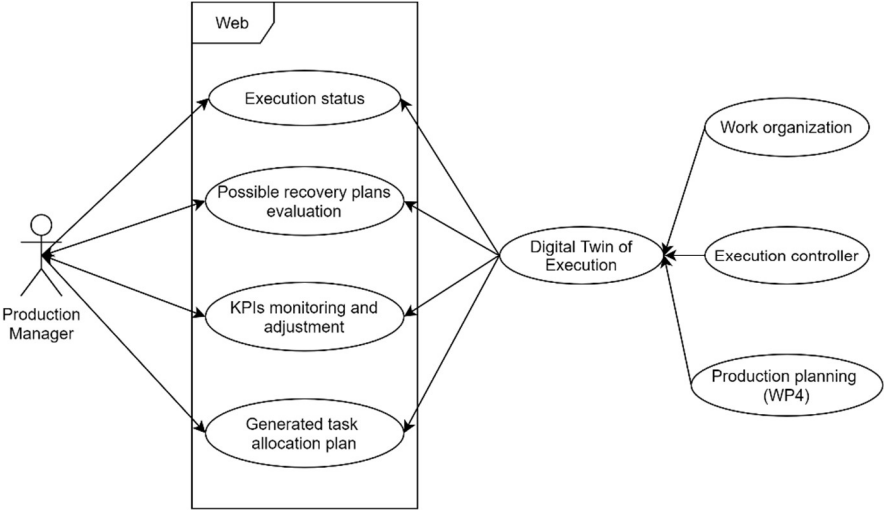 Web
Execution status
Possible recovery plans
evaluation
KPIs monitoring and
adjustment
Generated task
allocation plan
Production
Manager
Digital Twin of
Execution
Work organization
Execution controller
Production planning
(WP4)